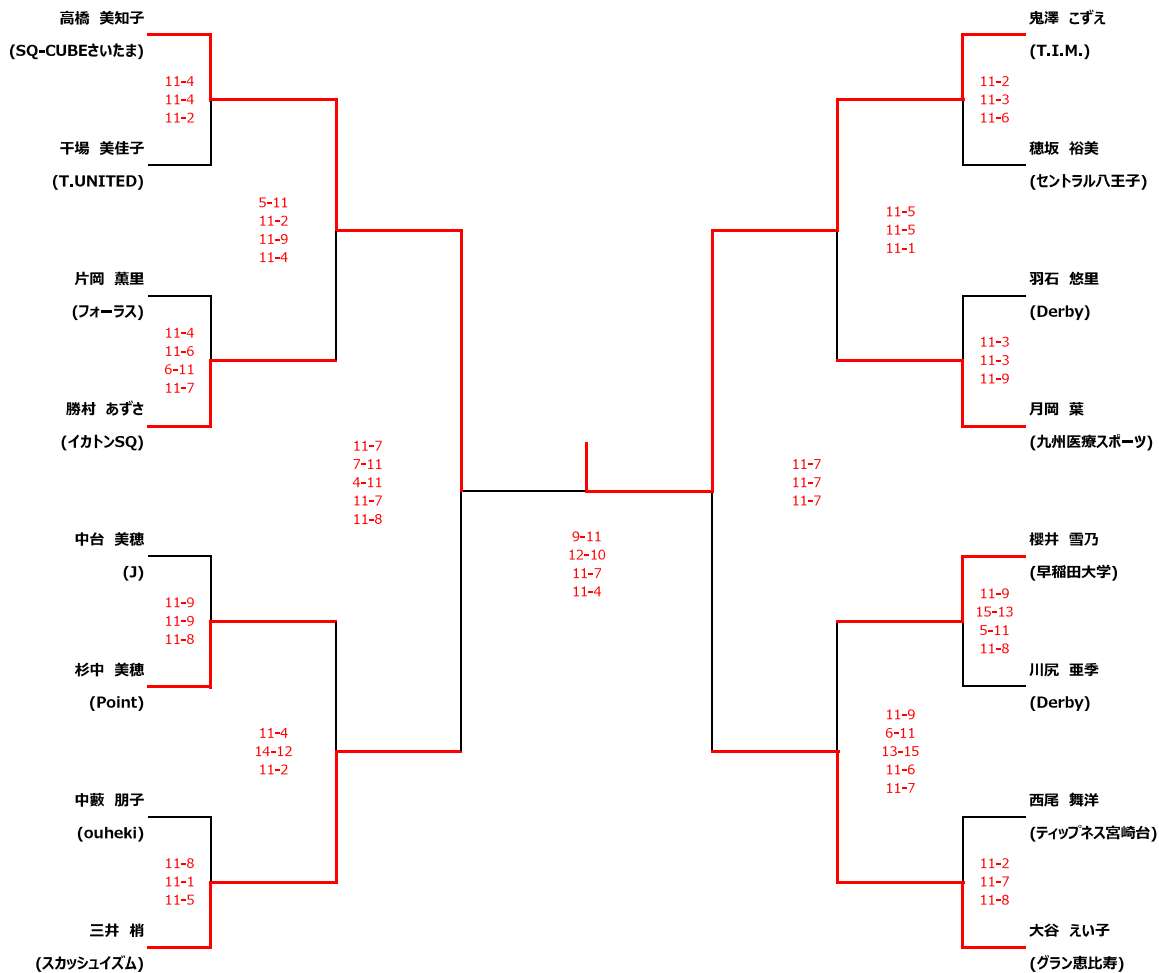 高橋 美知子
(SQ-CUBEさいたま)
11-4
11-4
11-2
干場 美佳子
(T.UNITED)
5-11
11-2
11-9
11-4
片岡 薫里
(フォーラス)
11-4
11-6
6-11
11-7
勝村 あずさ
(イカトンSQ)
11-7
7-11
4-11
11-7
11-8
中台 美穂
(J)
11-9
11-9
11-8
杉中 美穂
(Point)
11-4
14-12
11-2
中藪 朋子
(ouheki)
11-8
11-1
11-5
三井 梢
(スカッシュイズム)
9-11
12-10
11-7
11-4
鬼澤 こずえ
(T.I.M.)
11-2
11-3
11-6
穂坂 裕美
(セントラル八王子)
11-5
11-5
11-1
羽石 悠里
(Derby)
11-3
11-3
11-9
月岡 葉
(九州医療スポーツ)
11-7
11-7
11-7
櫻井 雪乃
(早稲田大学)
11-9
15-13
5-11
11-8
川尻 亜季
(Derby)
11-9
6-11
13-15
11-6
11-7
西尾 舞洋
(ティップネス宮崎台)
11-2
11-7
11-8
大谷 えい子
(グラン恵比寿)